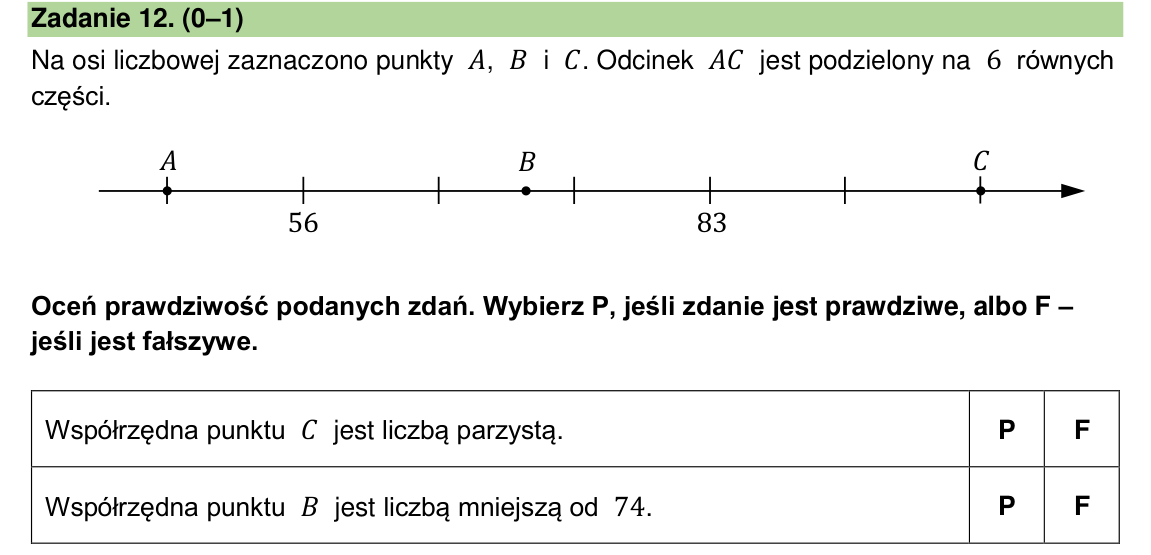 Zadanie 12. (0–1)
Na osi liczbowej zaznaczono punkty A, B i C. Odcinek AC jest podzielony na 6 równych
części.
A B C
56 83
Oceń prawdziwość podanych zdań. Wybierz P, jeśli zdanie jest prawdziwe, albo F –
jeśli jest fałszywe.
Współrzędna punktu C jest liczbą parzystą. P F
Współrzędna punktu B jest liczbą mniejszą od 74. P F